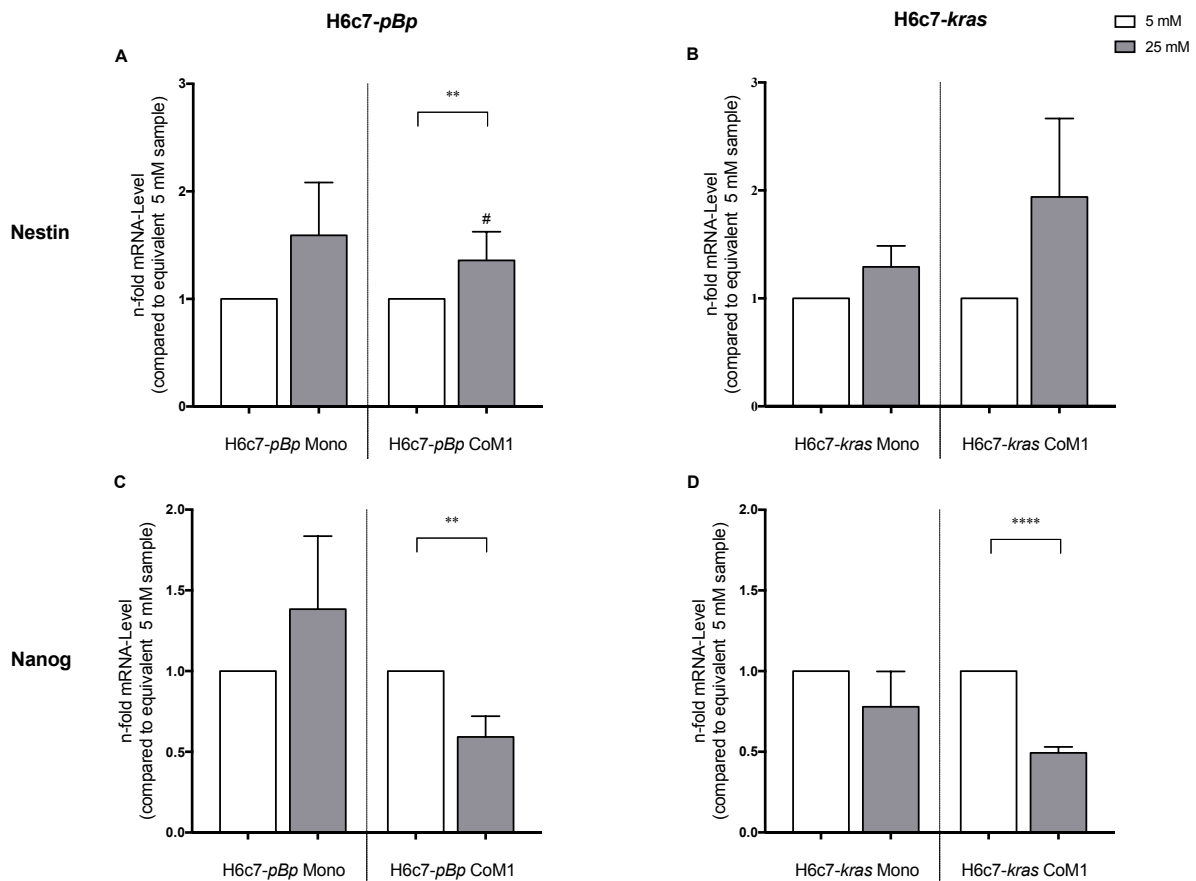 H6c7-pBp
H6c7-kras
5 mM
25 mM
A
n-fold mRNA-Level
(compared to equivalent 5 mM sample)
3
2
1
0
**
#
H6c7-pBp Mono
H6c7-pBp CoM1
B
n-fold mRNA-Level
(compared to equivalent 5 mM sample)
3
2
1
0
H6c7-kras Mono
H6c7-kras CoM1
Nestin
C
n-fold mRNA-Level
(compared to equivalent 5 mM sample)
2.0
1.5
1.0
0.5
0.0
**
H6c7-pBp Mono
H6c7-pBp CoM1
D
n-fold mRNA-Level
(compared to equivalent 5 mM sample)
2.0
1.5
1.0
0.5
0.0
****
H6c7-kras Mono
H6c7-kras CoM1
Nanog